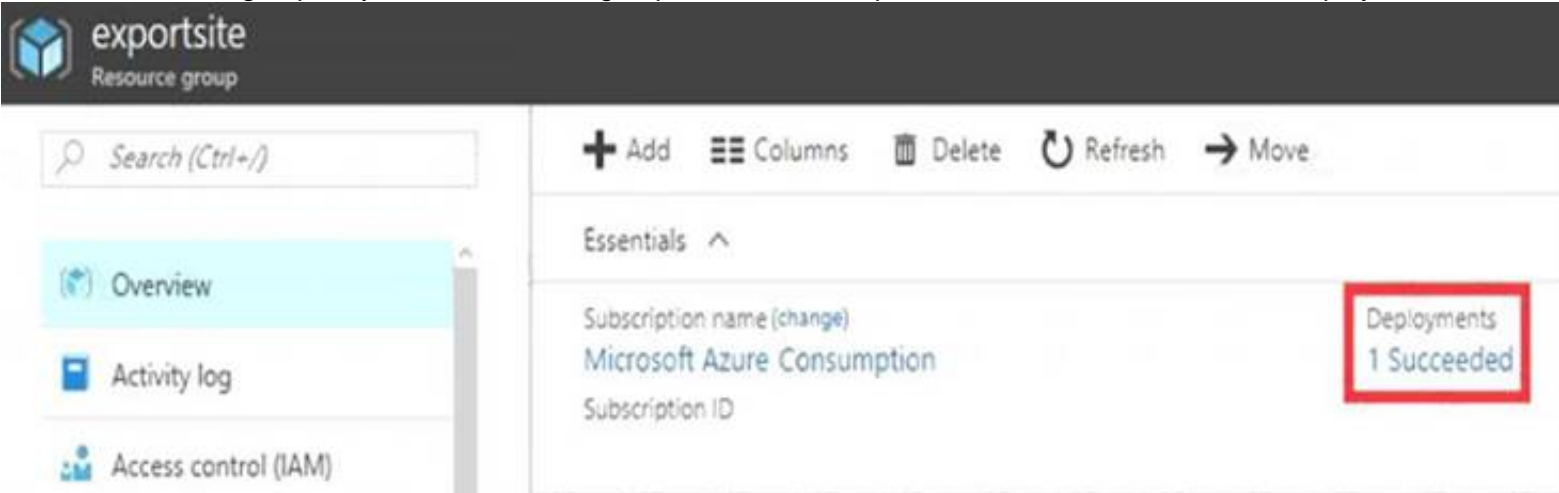 exportsite
Resource group
Search (Ctrl+/)
Add Columns Delete Refresh Move
Essentials
Overview
Subscription name (change)
Deployments
Microsoft Azure Consumption
1 Succeeded
Activity log
Subscription ID
Access control (IAM)